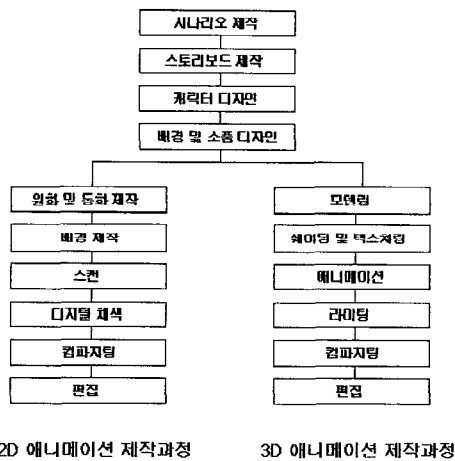 시나리오 제작
스토리보드 제작
캐릭터 디자인
배경 및 소품 디자인
원화 및 동화 제작
배경 제작
스캔
디지털 채색
컴파지팅
편집
모델링
쉐이딩 및 텍스처링
애니메이션
라이팅
컴파지팅
편집
2D 애니메이션 제작과정
3D 애니메이션 제작과정